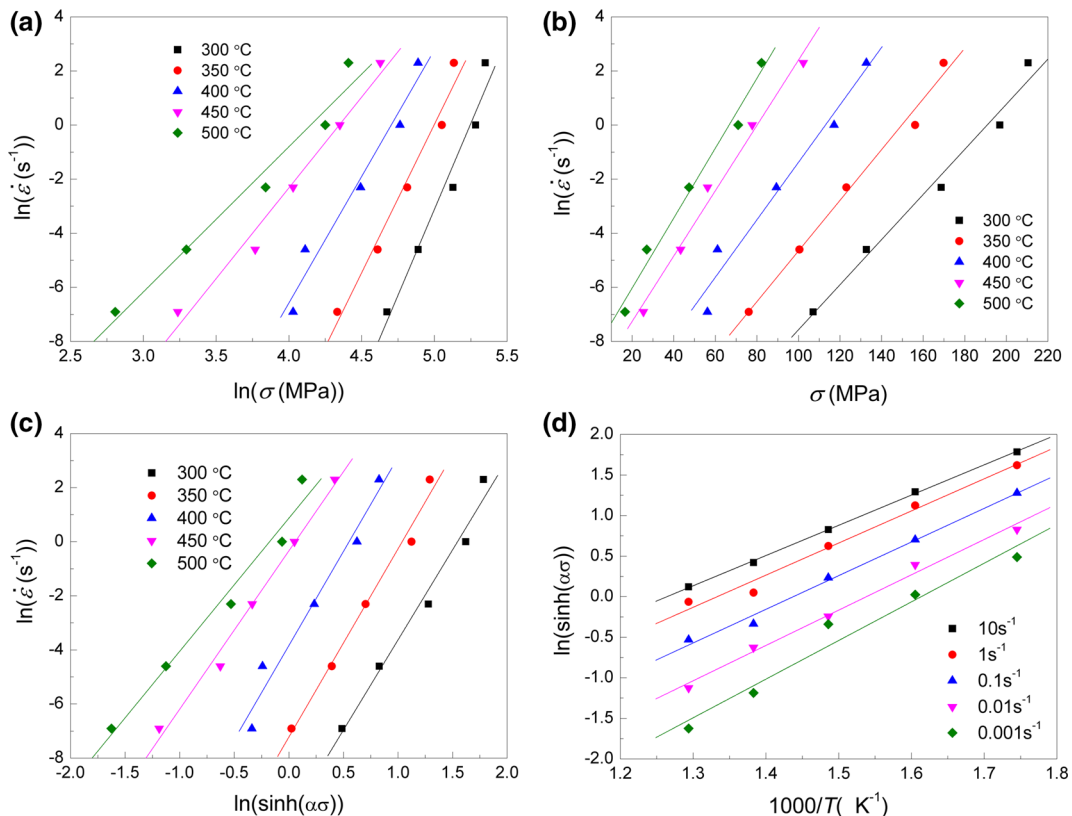 (a)
4
2
0
-2
-4
-6
-8
ln(ε̇ (s⁻¹))
300 °C
350 °C
400 °C
450 °C
500 °C
2.5 3.0 3.5 4.0 4.5 5.0 5.5
ln(σ (MPa))
(b)
4
2
0
-2
-4
-6
-8
ln(ε̇ (s⁻¹))
300 °C
350 °C
400 °C
450 °C
500 °C
20 40 60 80 100 120 140 160 180 200 220
σ (MPa)
(c)
4
2
0
-2
-4
-6
-8
ln(ε̇ (s⁻¹))
300 °C
350 °C
400 °C
450 °C
500 °C
-2.0 -1.5 -1.0 -0.5 0.0 0.5 1.0 1.5 2.0
ln(sinh(ασ))
(d)
2.0
1.5
1.0
0.5
0.0
-0.5
-1.0
-1.5
-2.0
ln(sinh(ασ))
10s⁻¹
1s⁻¹
0.1s⁻¹
0.01s⁻¹
0.001s⁻¹
1.2 1.3 1.4 1.5 1.6 1.7 1.8
1000/T( K⁻¹)